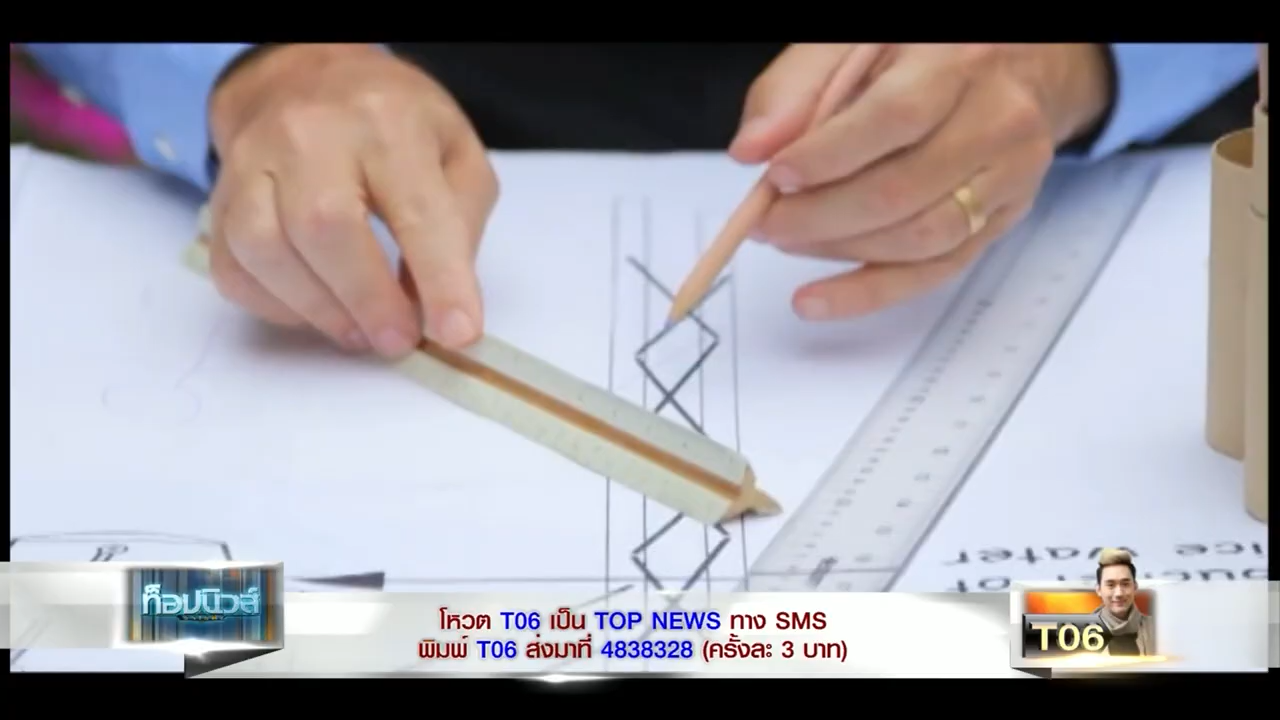 ท็อปนิวส์
โหวต T06 เป็น TOP NEWS ทาง SMS
พิมพ์ T06 ส่งมาที่ 4838328 (ครั้งละ 3 บาท)
T06
Water